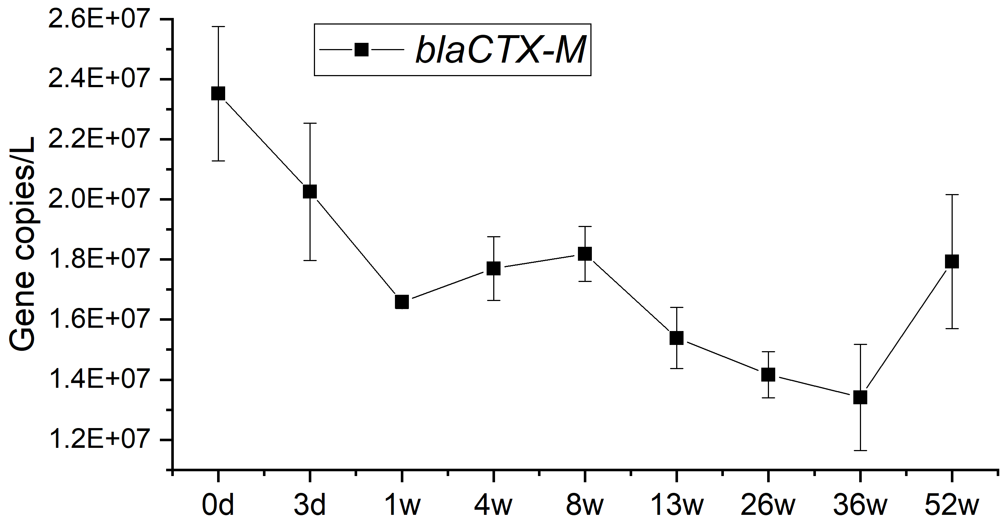 2.6E+07
2.4E+07
2.2E+07
2.0E+07
1.8E+07
1.6E+07
1.4E+07
1.2E+07
Gene copies/L
blaCTX-M
0d 3d 1w 4w 8w 13w 26w 36w 52w